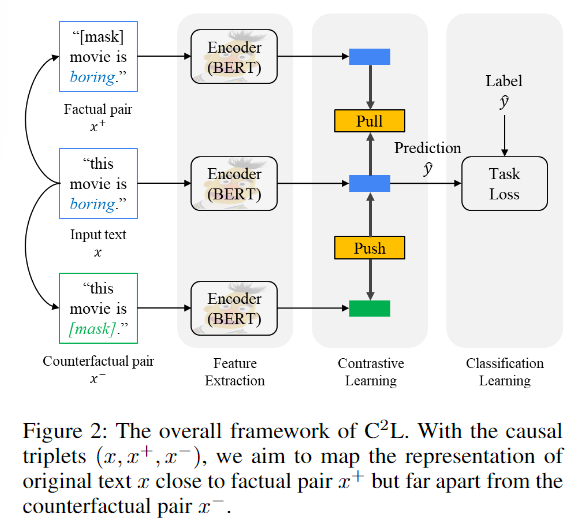 "[mask]
movie is
boring."
Factual pair
x⁺
"this
movie is
boring."
Input text
x
"this
movie is
[mask]."
Counterfactual pair
x⁻
Encoder
(BERT)
Encoder
(BERT)
Encoder
(BERT)
Feature
Extraction
Pull
Push
Contrastive
Learning
Prediction
ŷ
Label
ŷ
Task
Loss
Classification
Learning
Figure 2: The overall framework of C²L. With the causal
triplets (x, x⁺, x⁻), we aim to map the representation of
original text x close to factual pair x⁺ but far apart from the
counterfactual pair x⁻.